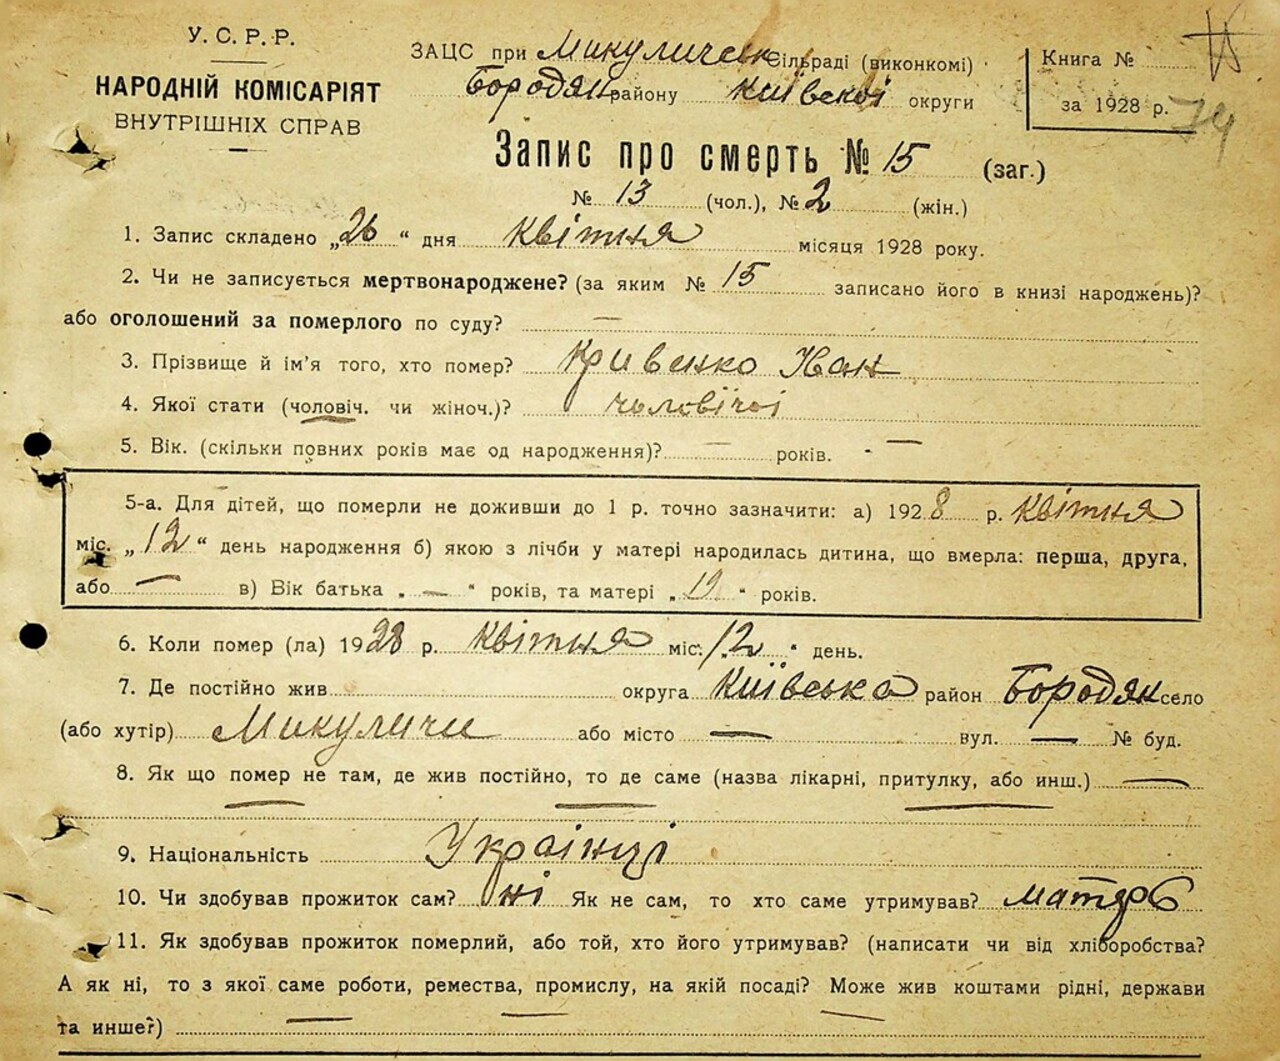 У. С. Р. Р.
НАРОДНІЙ КОМІСАРІЯТ
ВНУТРІШНІХ СПРАВ
ЗАЦС при Микуличськ Сільраді (виконкомі)
Бородян району Київскої округи
Книга №
за 1928 р.
74
Запис про смерть № 15 (заг.)
№ 13 (чол.), № 2 (жін.)
1. Запис складено „26“ дня квітня місяця 1928 року.
2. Чи не записується мертвонароджене? (за яким № 15 записано його в книзі народжень)?
або оголошений за померлого по суду? —
3. Прізвище й ім'я того, хто помер? Кривенко Иван
4. Якої стати (чоловіч. чи жіноч.)? чоловічої
5. Вік. (скільки повних років має од народження)? — років. —
5-а. Для дітей, що померли не доживши до 1 р. точно зазначити: а) 1928 р. квітня
міс. „12“ день народження б) якою з лічби у матері народилась дитина, що вмерла: перша, друга,
або — в) Вік батька „ — “ років, та матері „19“ років.
6. Коли помер (ла) 1928 р. квітня міс. 12 “ день.
7. Де постійно жив округа Київська район Бородян село
(або хутір) Микуличи або місто — вул. — № буд.
8. Як що помер не там, де жив постійно, то де саме (назва лікарні, притулку, або инш.) —
9. Національність Українці
10. Чи здобував прожиток сам? ні Як не сам, то хто саме утримував?
11. Як здобував прожиток померлий, або той, хто його утримував? (написати чи від хліборобства?
А як ні, то з якої саме роботи, ремества, промислу, на якій посаді? Може жив коштами рідні, держави
та инше?)